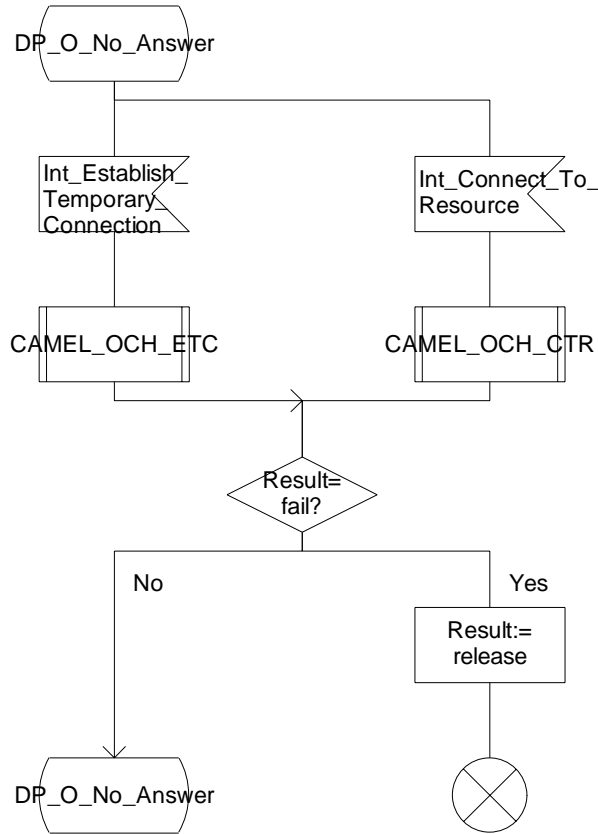 DP_O_No_Answer
Int_Establish_
Temporary_
Connection
Int_Connect_To_
Resource
CAMEL_OCH_ETC
CAMEL_OCH_CTR
Result=
fail?
No
Yes
Result:=
release
DP_O_No_Answer